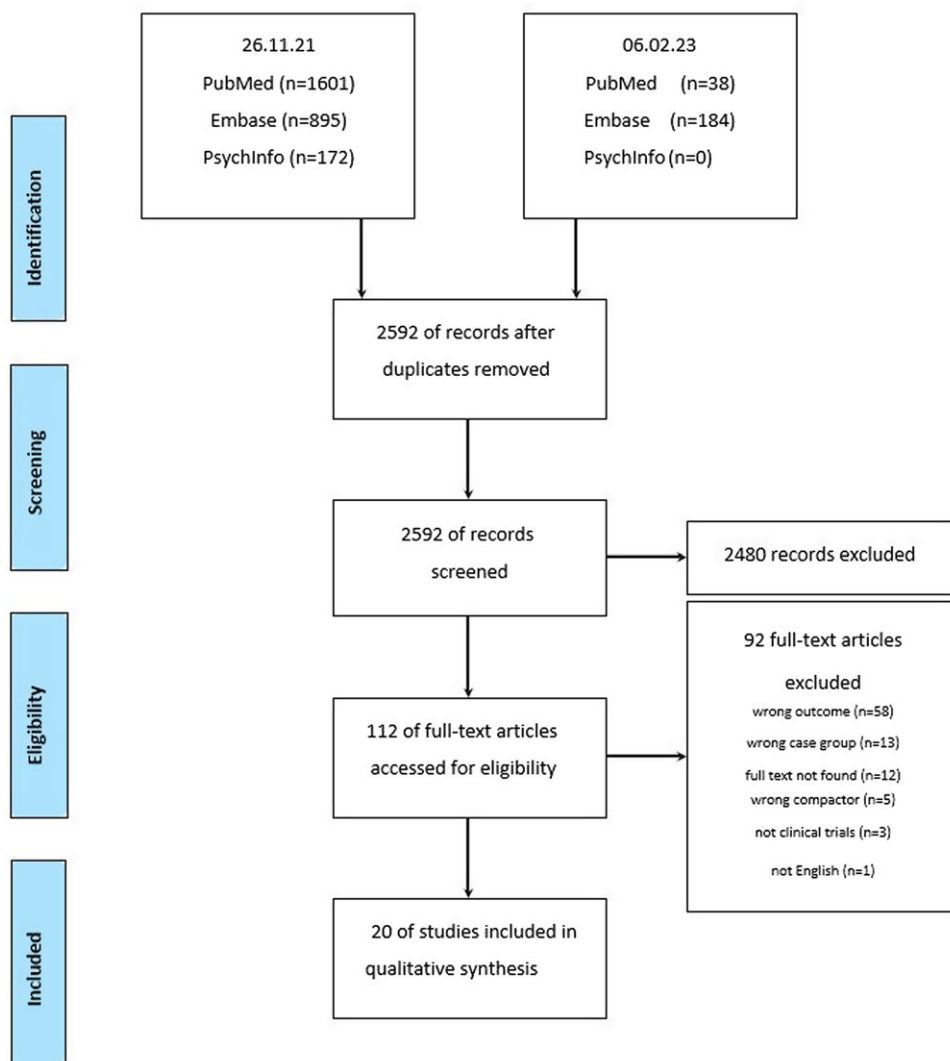 26.11.21
PubMed (n=1601)
Embase (n=895)
PsychInfo (n=172)
06.02.23
PubMed (n=38)
Embase (n=184)
PsychInfo (n=0)
Identification
2592 of records after
duplicates removed
Screening
2592 of records
screened
2480 records excluded
Eligibility
112 of full-text articles
accessed for eligibility
92 full-text articles
excluded
wrong outcome (n=58)
wrong case group (n=13)
full text not found (n=12)
wrong compactor (n=5)
not clinical trials (n=3)
not English (n=1)
Included
20 of studies included in
qualitative synthesis